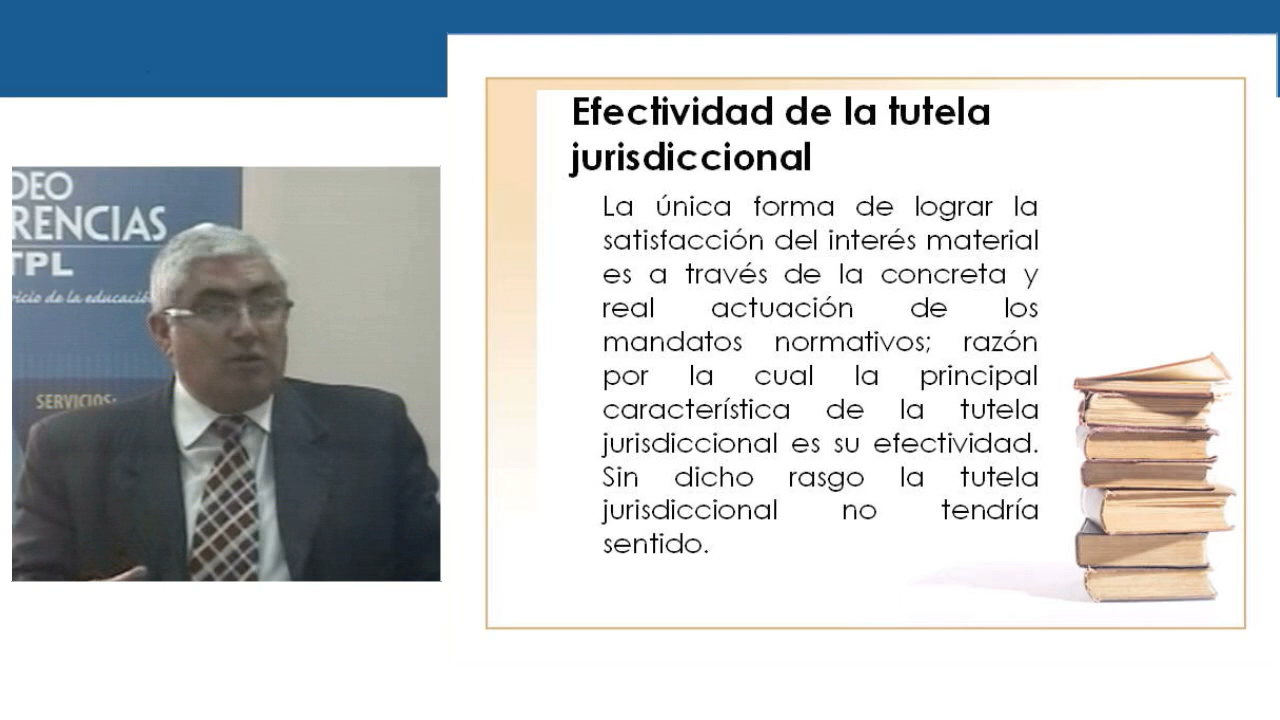 RENCIAS
TPL
SERVICIOS:
Efectividad de la tutela
jurisdiccional
La única forma de lograr la
satisfacción del interés material
es a través de la concreta y
real actuación de los
mandatos normativos; razón
por la cual la principal
característica de la tutela
jurisdiccional es su efectividad.
Sin dicho rasgo la tutela
jurisdiccional no tendría
sentido.